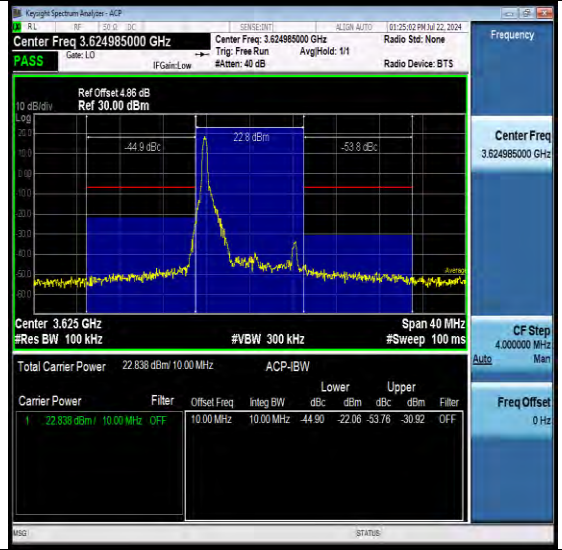 Keysight Spectrum Analyzer - ACP
RL RF 50 Ω DC SENSE:INT ALIGN AUTO 01:25:02 PM Jul 22, 2024
Center Freq 3.624985000 GHz
Center Freq: 3.624985000 GHz
Radio Std: None
Frequency
PASS
Gate: LO
Trig: Free Run
Avg|Hold: 1/1
IFGain:Low
#Atten: 40 dB
Radio Device: BTS
Ref Offset 4.86 dB
10 dB/div Ref 30.00 dBm
Log
20.0
22.8 dBm
10.0
-44.9 dBc
-53.8 dBc
0.00
-10.0
-20.0
-30.0
-40.0
-50.0
Average
-60.0
Center 3.625 GHz
Span 40 MHz
#Res BW 100 kHz
#VBW 300 kHz
#Sweep 100 ms
Center Freq
3.624985000 GHz
CF Step
4.000000 MHz
Auto Man
Freq Offset
0 Hz
Total Carrier Power 22.838 dBm/ 10.00 MHz ACP-IBW
Lower Upper
Carrier Power Filter Offset Freq Integ BW dBc dBm dBc dBm Filter
1 22.838 dBm / 10.00 MHz OFF 10.00 MHz 10.00 MHz -44.90 -22.06 -53.76 -30.92 OFF
MSG STATUS